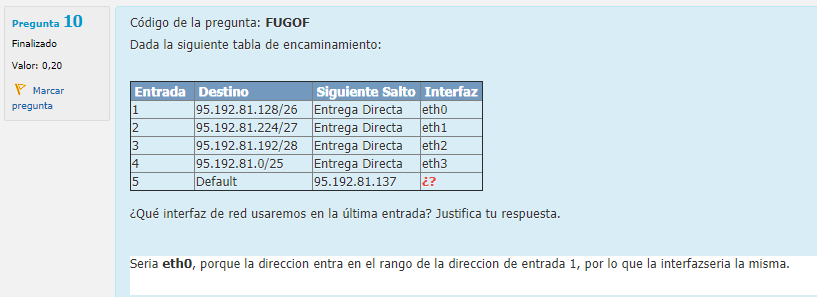 Pregunta 10
Finalizado
Valor: 0,20
Marcar
pregunta
Código de la pregunta: FUGOF
Dada la siguiente tabla de encaminamiento:
Entrada Destino Siguiente Salto Interfaz
1 95.192.81.128/26 Entrega Directa eth0
2 95.192.81.224/27 Entrega Directa eth1
3 95.192.81.192/28 Entrega Directa eth2
4 95.192.81.0/25 Entrega Directa eth3
5 Default 95.192.81.137 ¿?
¿Qué interfaz de red usaremos en la última entrada? Justifica tu respuesta.
Seria eth0, porque la direccion entra en el rango de la direccion de entrada 1, por lo que la interfazseria la misma.